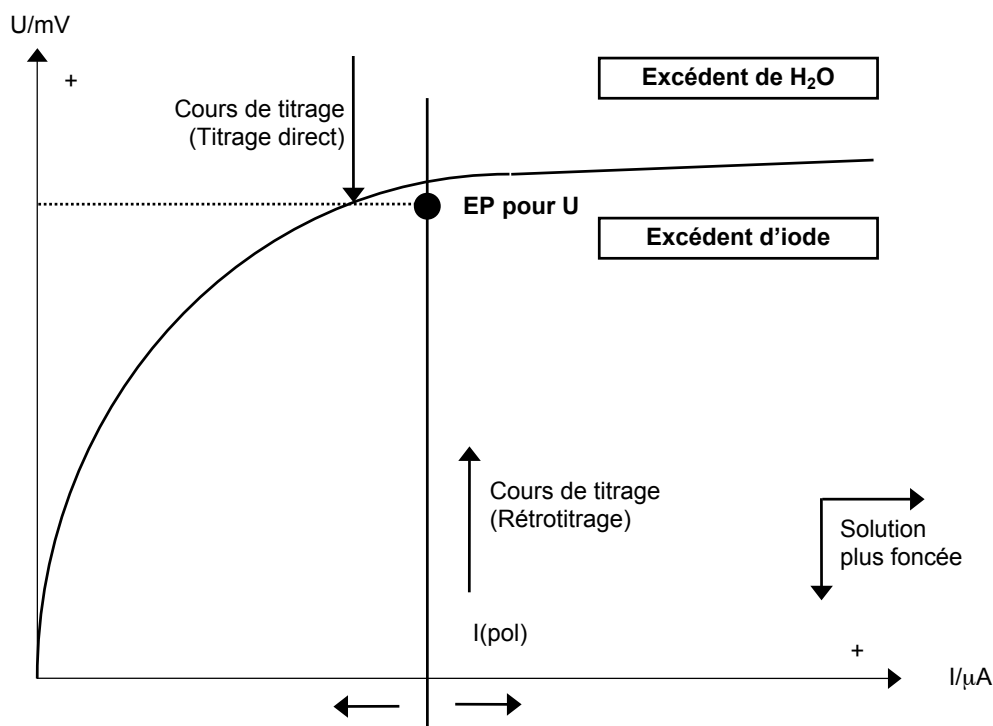 U/mV
+
Excédent de H₂O
Cours de titrage
(Titrage direct)
EP pour U
Excédent d’iode
Cours de titrage
(Rétrotitrage)
Solution
plus foncée
I(pol)
+
I/μA